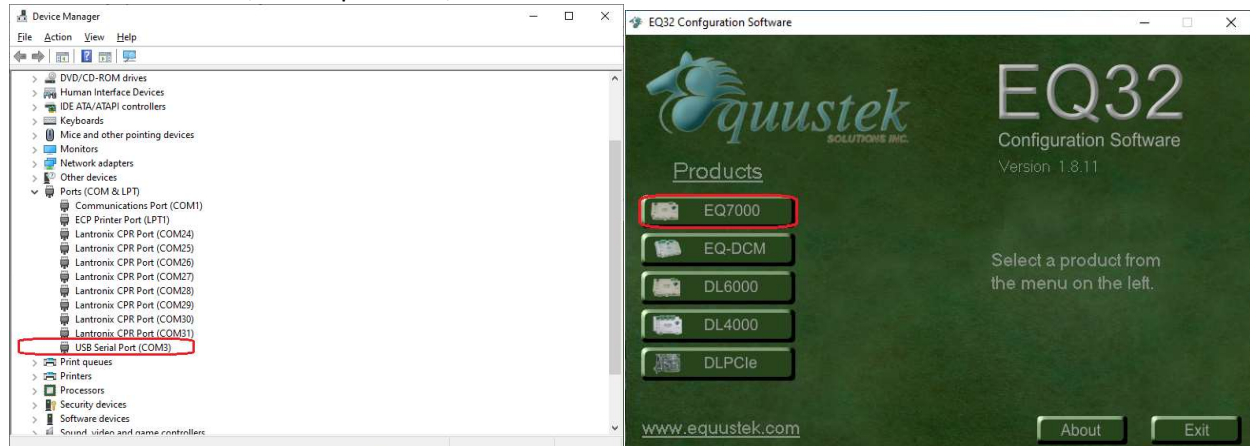 Device Manager
File Action View Help
DVD/CD-ROM drives
Human Interface Devices
IDE ATA/ATAPI controllers
Keyboards
Mice and other pointing devices
Monitors
Network adapters
Other devices
Ports (COM & LPT)
Communications Port (COM1)
ECP Printer Port (LPT1)
Lantronix CPR Port (COM24)
Lantronix CPR Port (COM25)
Lantronix CPR Port (COM26)
Lantronix CPR Port (COM27)
Lantronix CPR Port (COM28)
Lantronix CPR Port (COM29)
Lantronix CPR Port (COM30)
Lantronix CPR Port (COM31)
USB Serial Port (COM3)
Print queues
Printers
Processors
Security devices
Software devices
Sound, video and game controllers
EQ32 Confguration Software
Equustek
SOLUTIONS INC.
EQ32
Configuration Software
Version 1.8.11
Products
EQ7000
EQ-DCM
DL6000
DL4000
DLPCIe
Select a product from
the menu on the left.
www.equustek.com
About
Exit